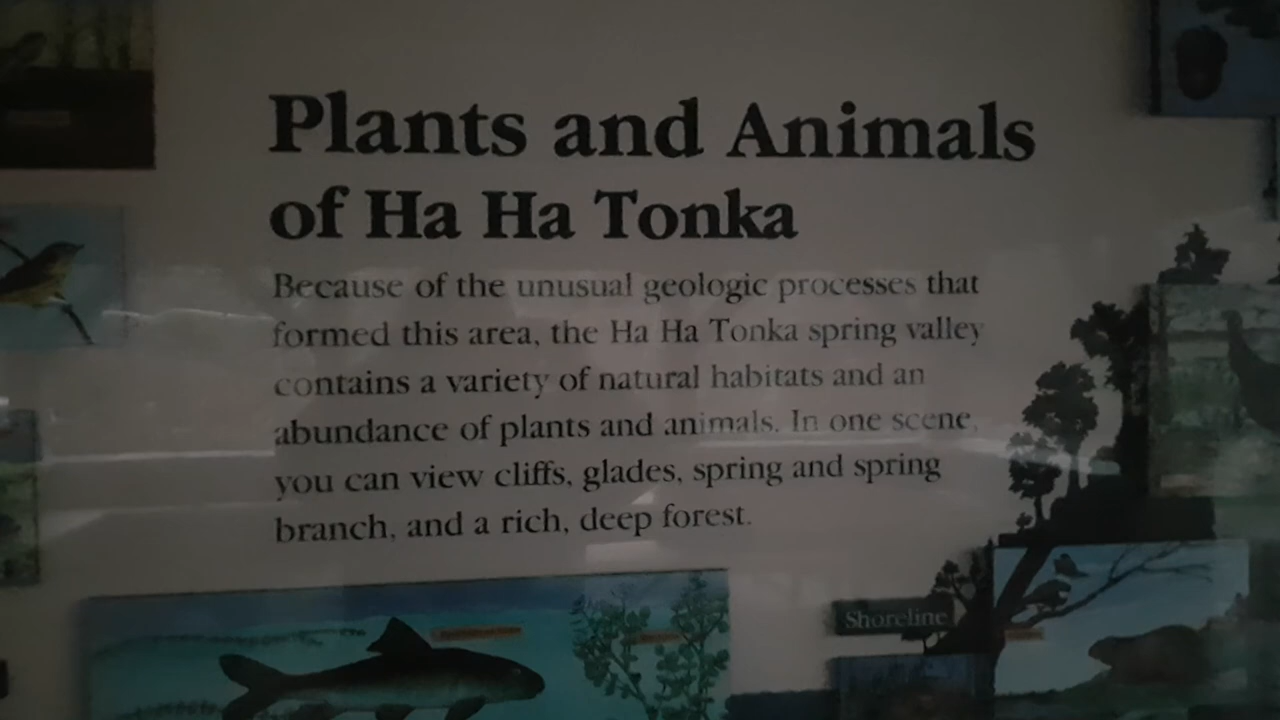 Plants and Animals
of Ha Ha Tonka
Because of the unusual geologic processes that
formed this area, the Ha Ha Tonka spring valley
contains a variety of natural habitats and an
abundance of plants and animals. In one scene,
you can view cliffs, glades, spring and spring
branch, and a rich, deep forest.
Shoreline